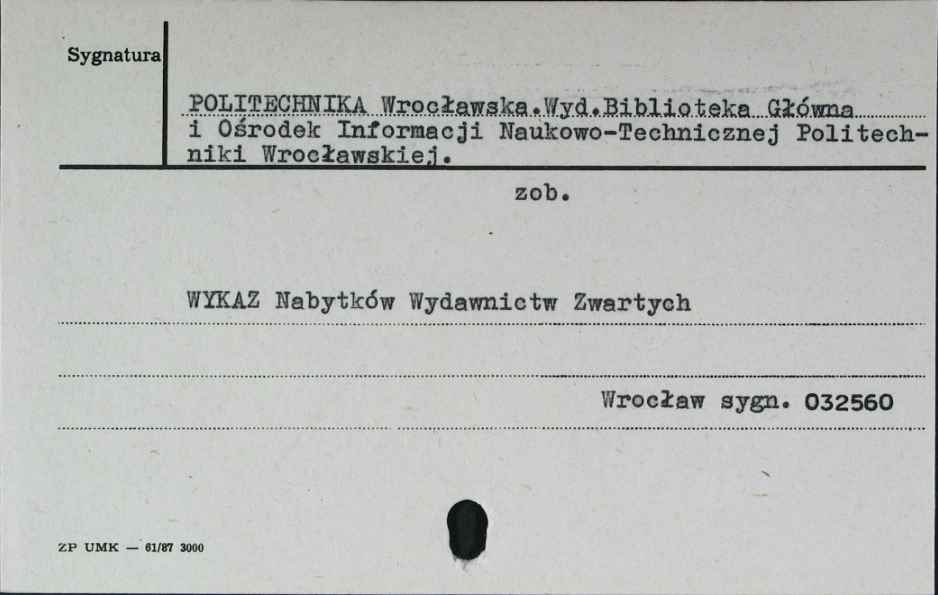 Sygnatura
POLITECHNIKA Wrocławska.Wyd.Biblioteka Główna
i Ośrodek Informacji Naukowo-Technicznej Politech-
niki Wrocławskiej.
zob.
WYKAZ Nabytków Wydawnictw Zwartych
Wrocław sygn. 032560
ZP UMK — 61/87 3000